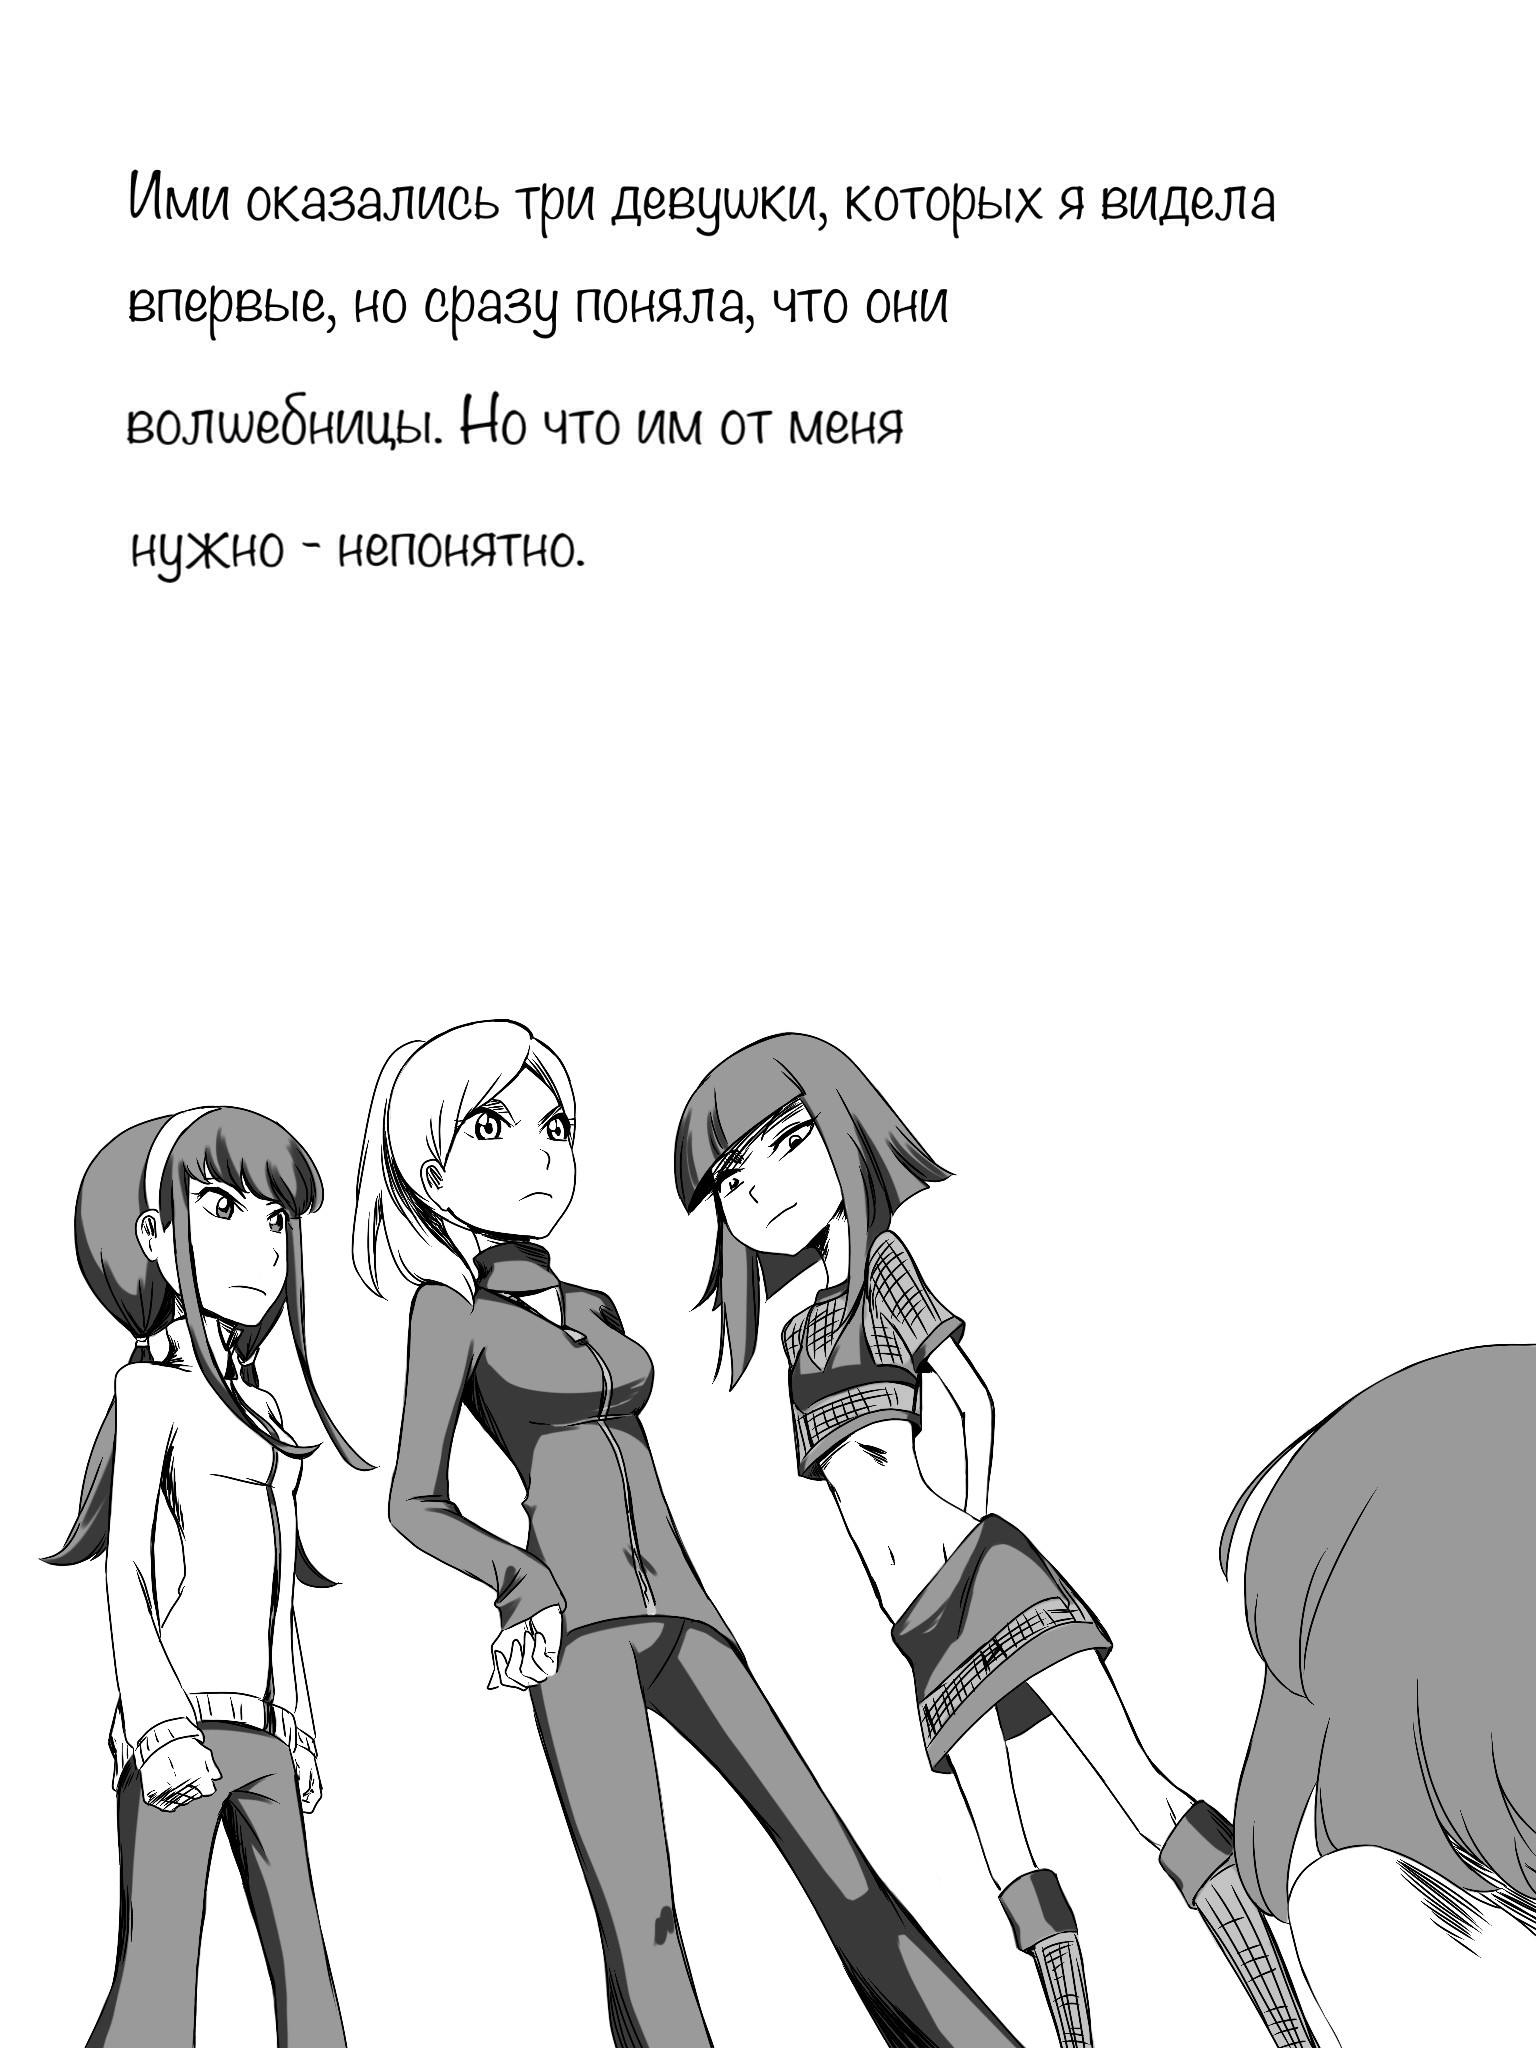 Ими оказались три девушки, которых я видела
впервые, но сразу поняла, что они
волшебницы. Но что им от меня
нужно - непонятно.